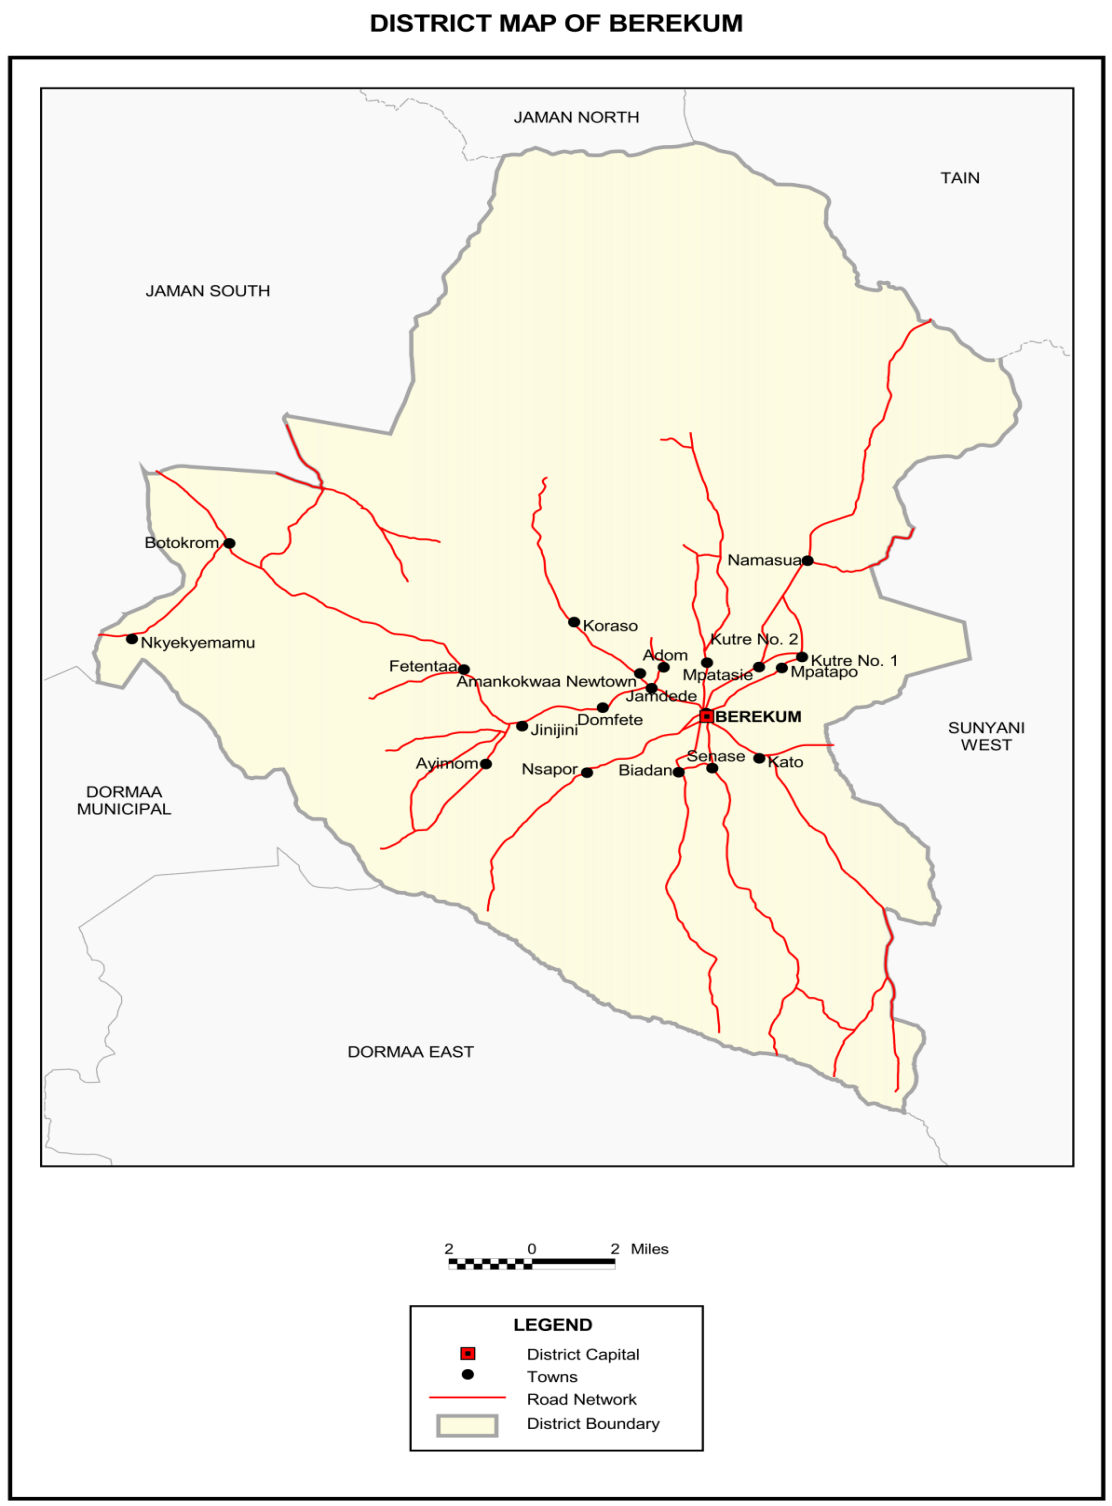 DISTRICT MAP OF BEREKUM
JAMAN NORTH
TAIN
JAMAN SOUTH
Botokrom
Namasua
Koraso
Nkyekyemamu
Kutre No. 2
Adom
Kutre No. 1
Fetentaa
Mpatasie
Mpatapo
Amankokwaa Newtown
Jamdede
BEREKUM
Domfete
Jinijini
SUNYANI
WEST
Senase
Ayimom
Nsapor
Biadan
Kato
DORMAA
MUNICIPAL
DORMAA EAST
2 0 2 Miles
LEGEND
District Capital
Towns
Road Network
District Boundary